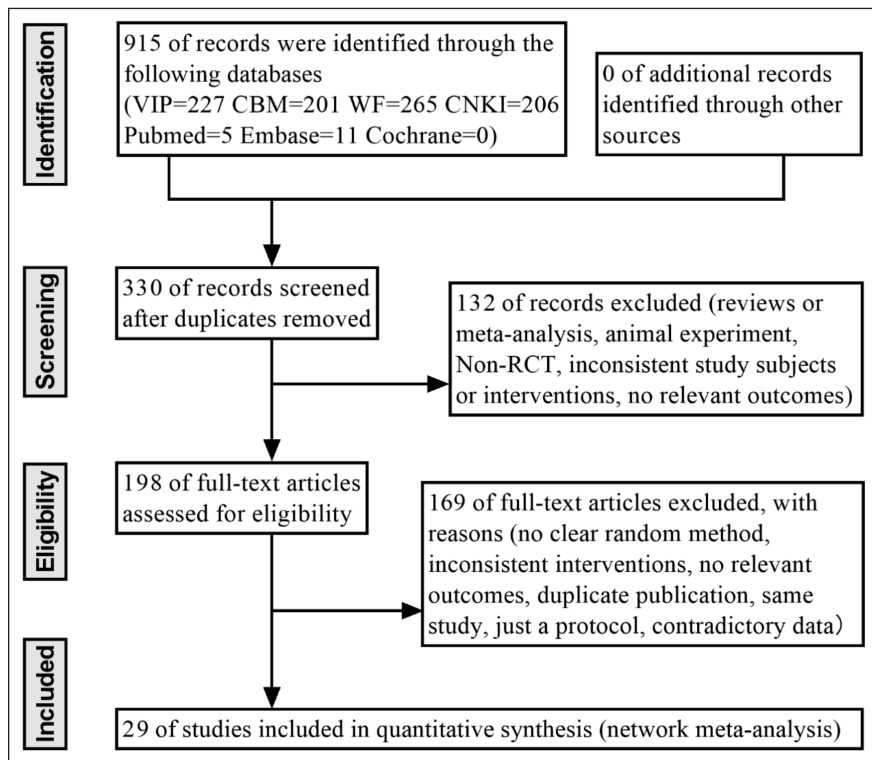 Identification
915 of records were identified through the
following databases
(VIP=227 CBM=201 WF=265 CNKI=206
Pubmed=5 Embase=11 Cochrane=0)
0 of additional records
identified through other
sources
Screening
330 of records screened
after duplicates removed
132 of records excluded (reviews or
meta-analysis, animal experiment,
Non-RCT, inconsistent study subjects
or interventions, no relevant outcomes)
Eligibility
198 of full-text articles
assessed for eligibility
169 of full-text articles excluded, with
reasons (no clear random method,
inconsistent interventions, no relevant
outcomes, duplicate publication, same
study, just a protocol, contradictory data）
Included
29 of studies included in quantitative synthesis (network meta-analysis)